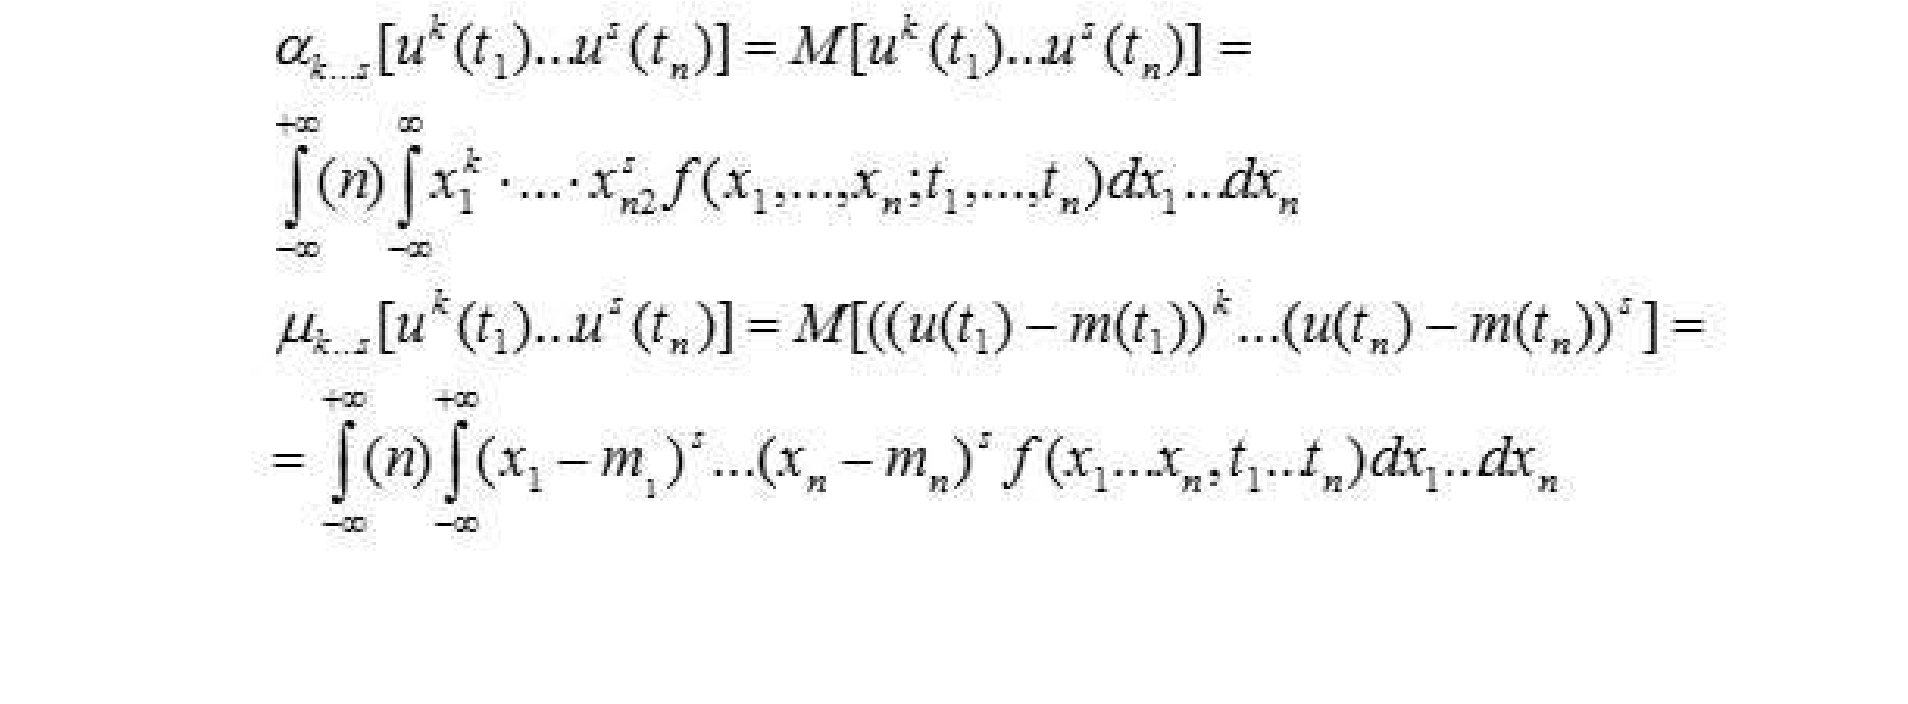 α_{k...s}[u^k(t_1)...u^s(t_n)] = M[u^k(t_1)...u^s(t_n)] =
∫_{-∞}^{+∞}(n)∫_{-∞}^{∞} x_1^k · ... · x_{n2}^s f(x_1,...,x_n;t_1,...,t_n)dx_1...dx_n
μ_{k...s}[u^k(t_1)...u^s(t_n)] = M[((u(t_1) − m(t_1))^k...(u(t_n) − m(t_n))^s] =
= ∫_{-∞}^{+∞}(n)∫_{-∞}^{+∞}(x_1 − m_1)^s...(x_n − m_n)^s f(x_1...x_n,t_1..t_n)dx_1..dx_n